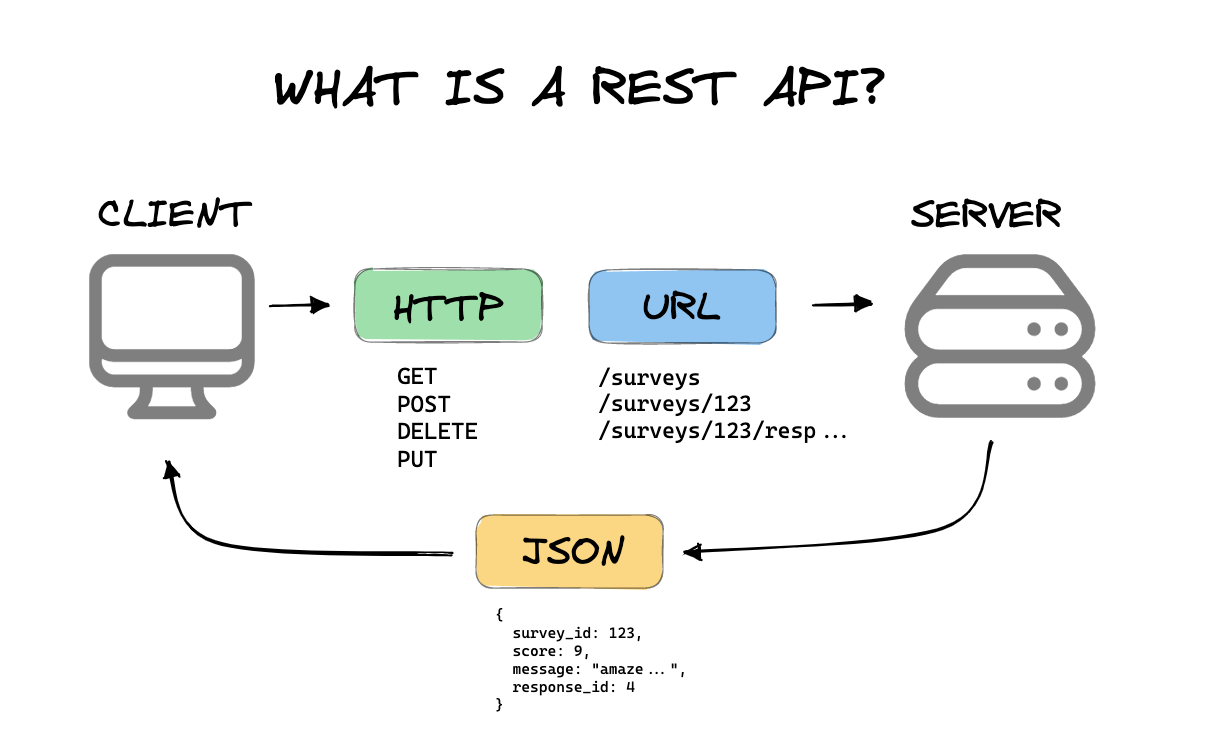 WHAT IS A REST API?
CLIENT
SERVER
HTTP
URL
GET
POST
DELETE
PUT
/surveys
/surveys/123
/surveys/123/resp...
JSON
{
  survey_id: 123,
  score: 9,
  message: "amaze...",
  response_id: 4
}